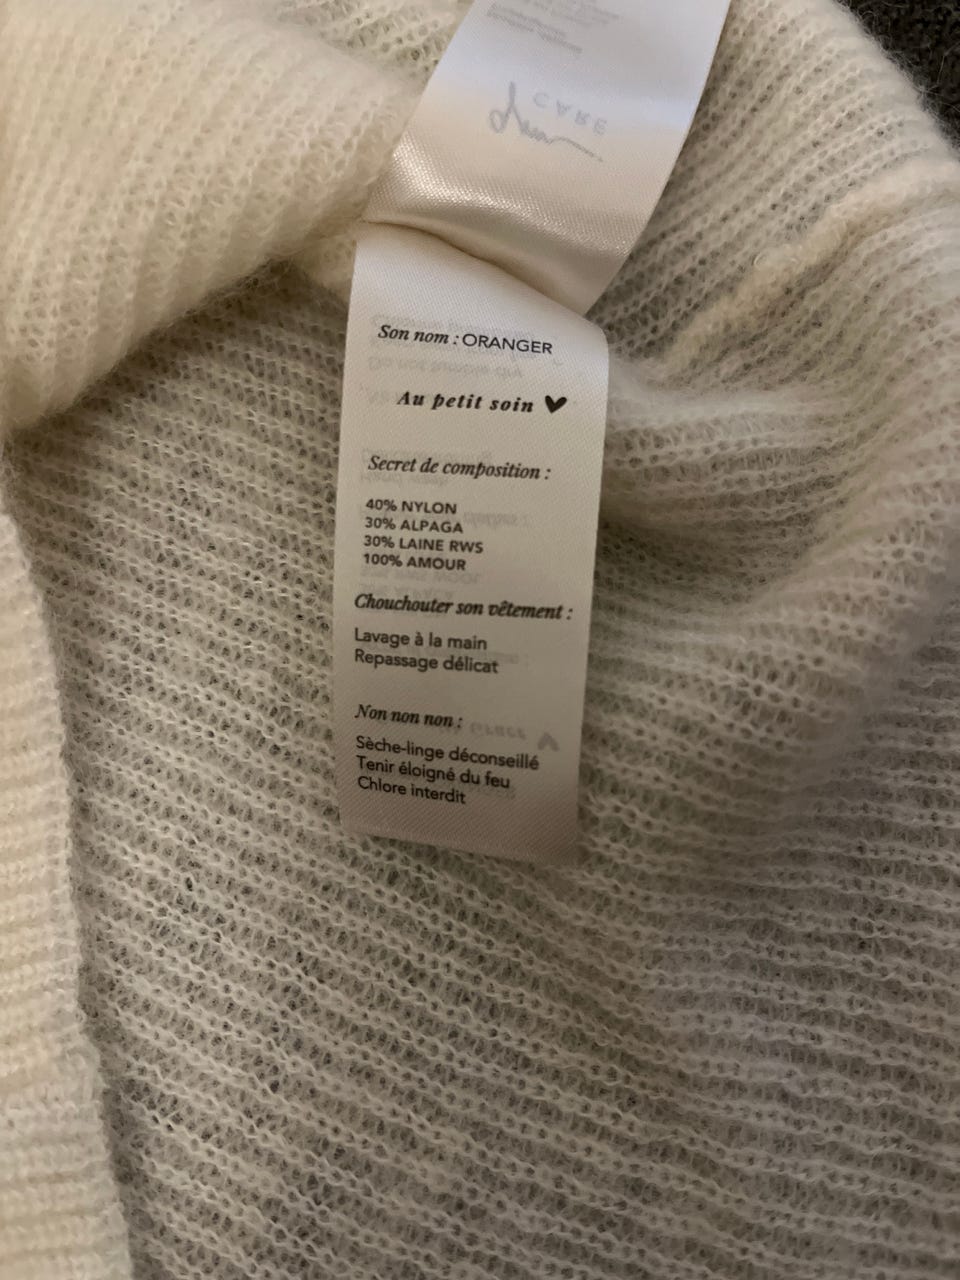 CARE
Son nom : ORANGER
Au petit soin ♥
Secret de composition :
40% NYLON
30% ALPAGA
30% LAINE RWS
100% AMOUR
Chouchouter son vêtement :
Lavage à la main
Repassage délicat
Non non non :
Sèche-linge déconseillé
Tenir éloigné du feu
Chlore interdit